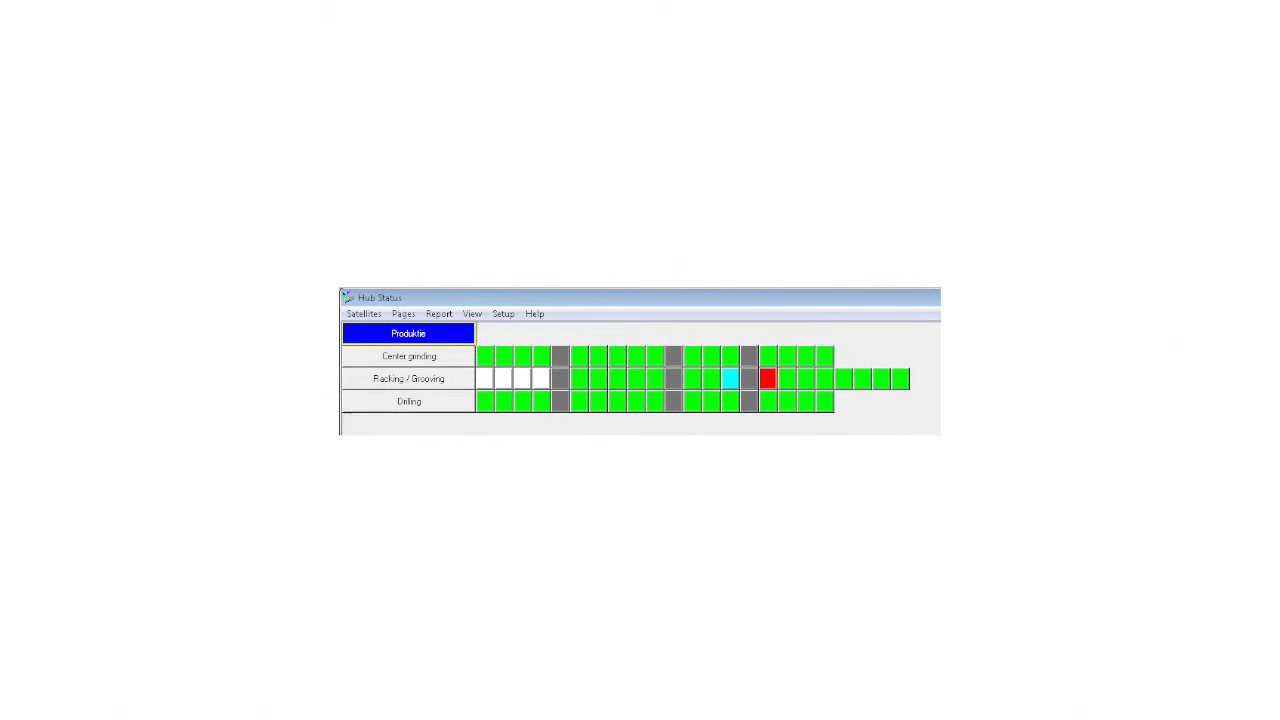 Hub Status
Satellites Pages Report View Setup Help
Produktie
Center grinding
Racking / Grooving
Drilling